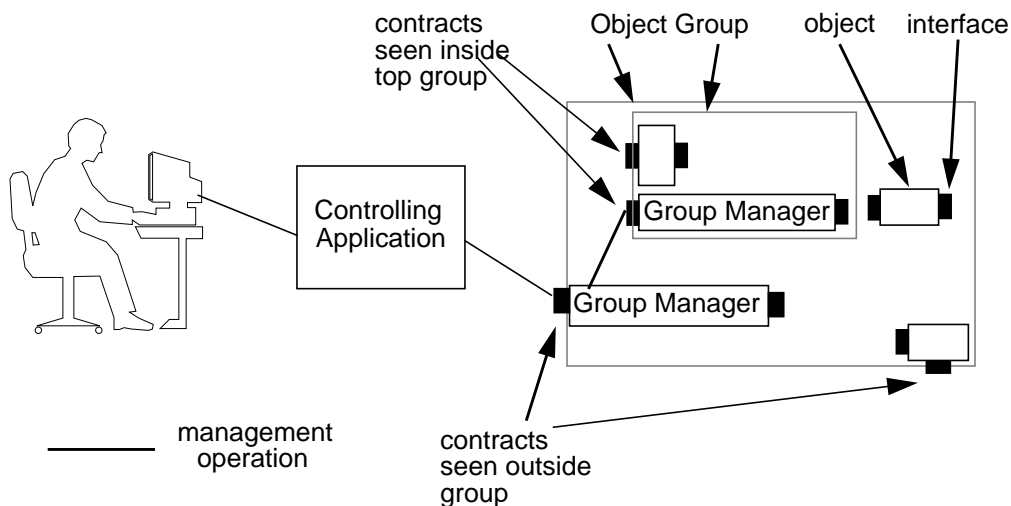 contracts
seen inside
top group
Object Group
object
interface
Controlling
Application
Group Manager
Group Manager
management
operation
contracts
seen outside
group